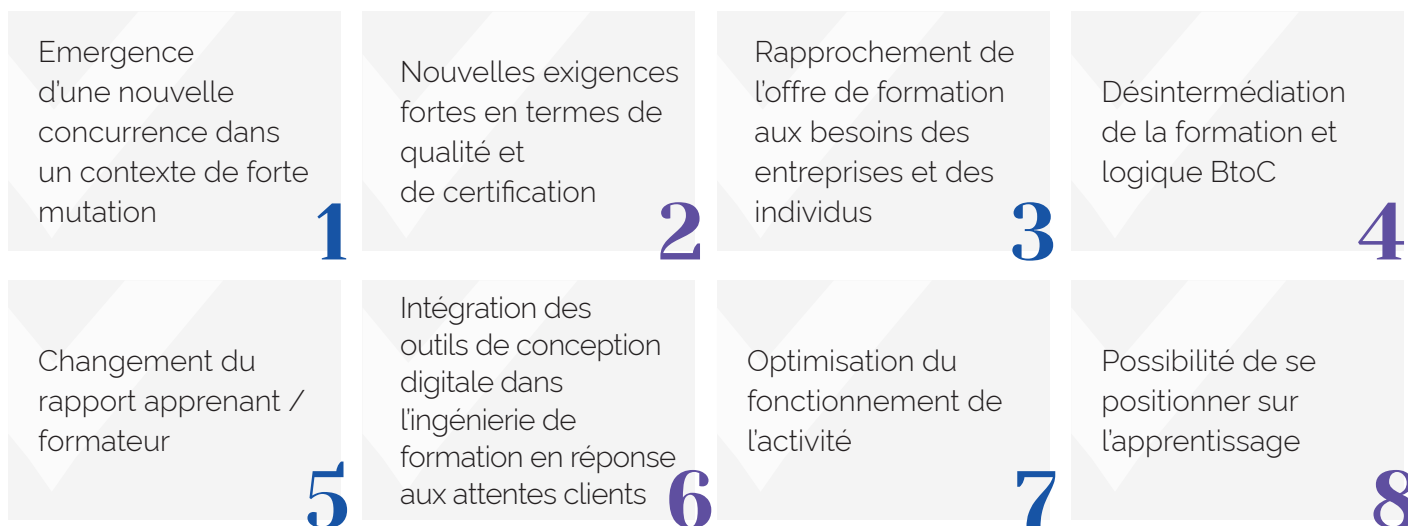 Emergence
d'une nouvelle
concurrence dans
un contexte de forte
mutation
1
Nouvelles exigences
fortes en termes de
qualité et
de certification
2
Rapprochement de
l'offre de formation
aux besoins des
entreprises et des
individus
3
Désintermédiation
de la formation et
logique BtoC
4
Changement du
rapport apprenant /
formateur
5
Intégration des
outils de conception
digitale dans
l'ingénierie de
formation en réponse
aux attentes clients
6
Optimisation du
fonctionnement de
l'activité
7
Possibilité de se
positionner sur
l'apprentissage
8